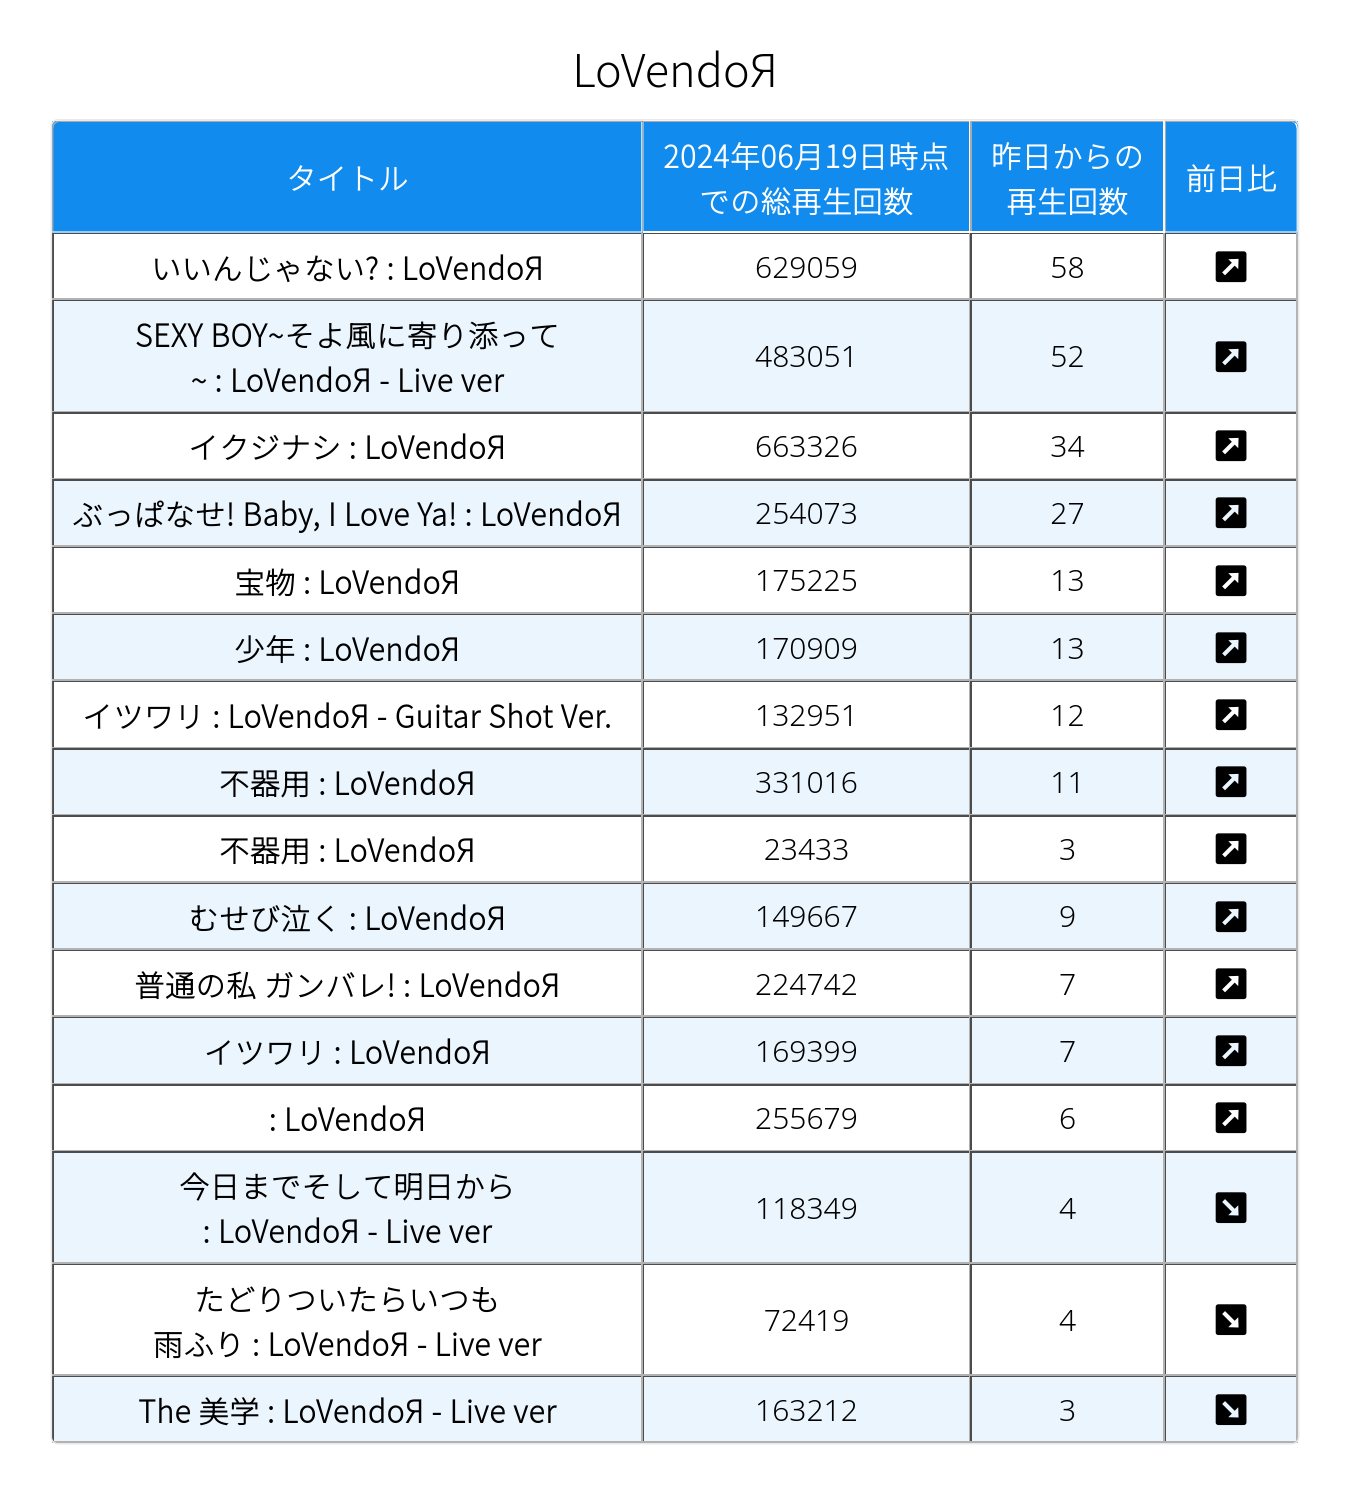 LoVendoЯ
タイトル
2024年06月19日時点
での総再生回数
昨日からの
再生回数
前日比
いいんじゃない? : LoVendoЯ
629059
58
SEXY BOY~そよ風に寄り添って
~ : LoVendoЯ - Live ver
483051
52
イクジナシ : LoVendoЯ
663326
34
ぶっぱなせ! Baby, I Love Ya! : LoVendoЯ
254073
27
宝物 : LoVendoЯ
175225
13
少年 : LoVendoЯ
170909
13
イツワリ : LoVendoЯ - Guitar Shot Ver.
132951
12
不器用 : LoVendoЯ
331016
11
不器用 : LoVendoЯ
23433
3
むせび泣く : LoVendoЯ
149667
9
普通の私 ガンバレ! : LoVendoЯ
224742
7
イツワリ : LoVendoЯ
169399
7
: LoVendoЯ
255679
6
今日までそして明日から
: LoVendoЯ - Live ver
118349
4
たどりついたらいつも
雨ふり : LoVendoЯ - Live ver
72419
4
The 美学 : LoVendoЯ - Live ver
163212
3